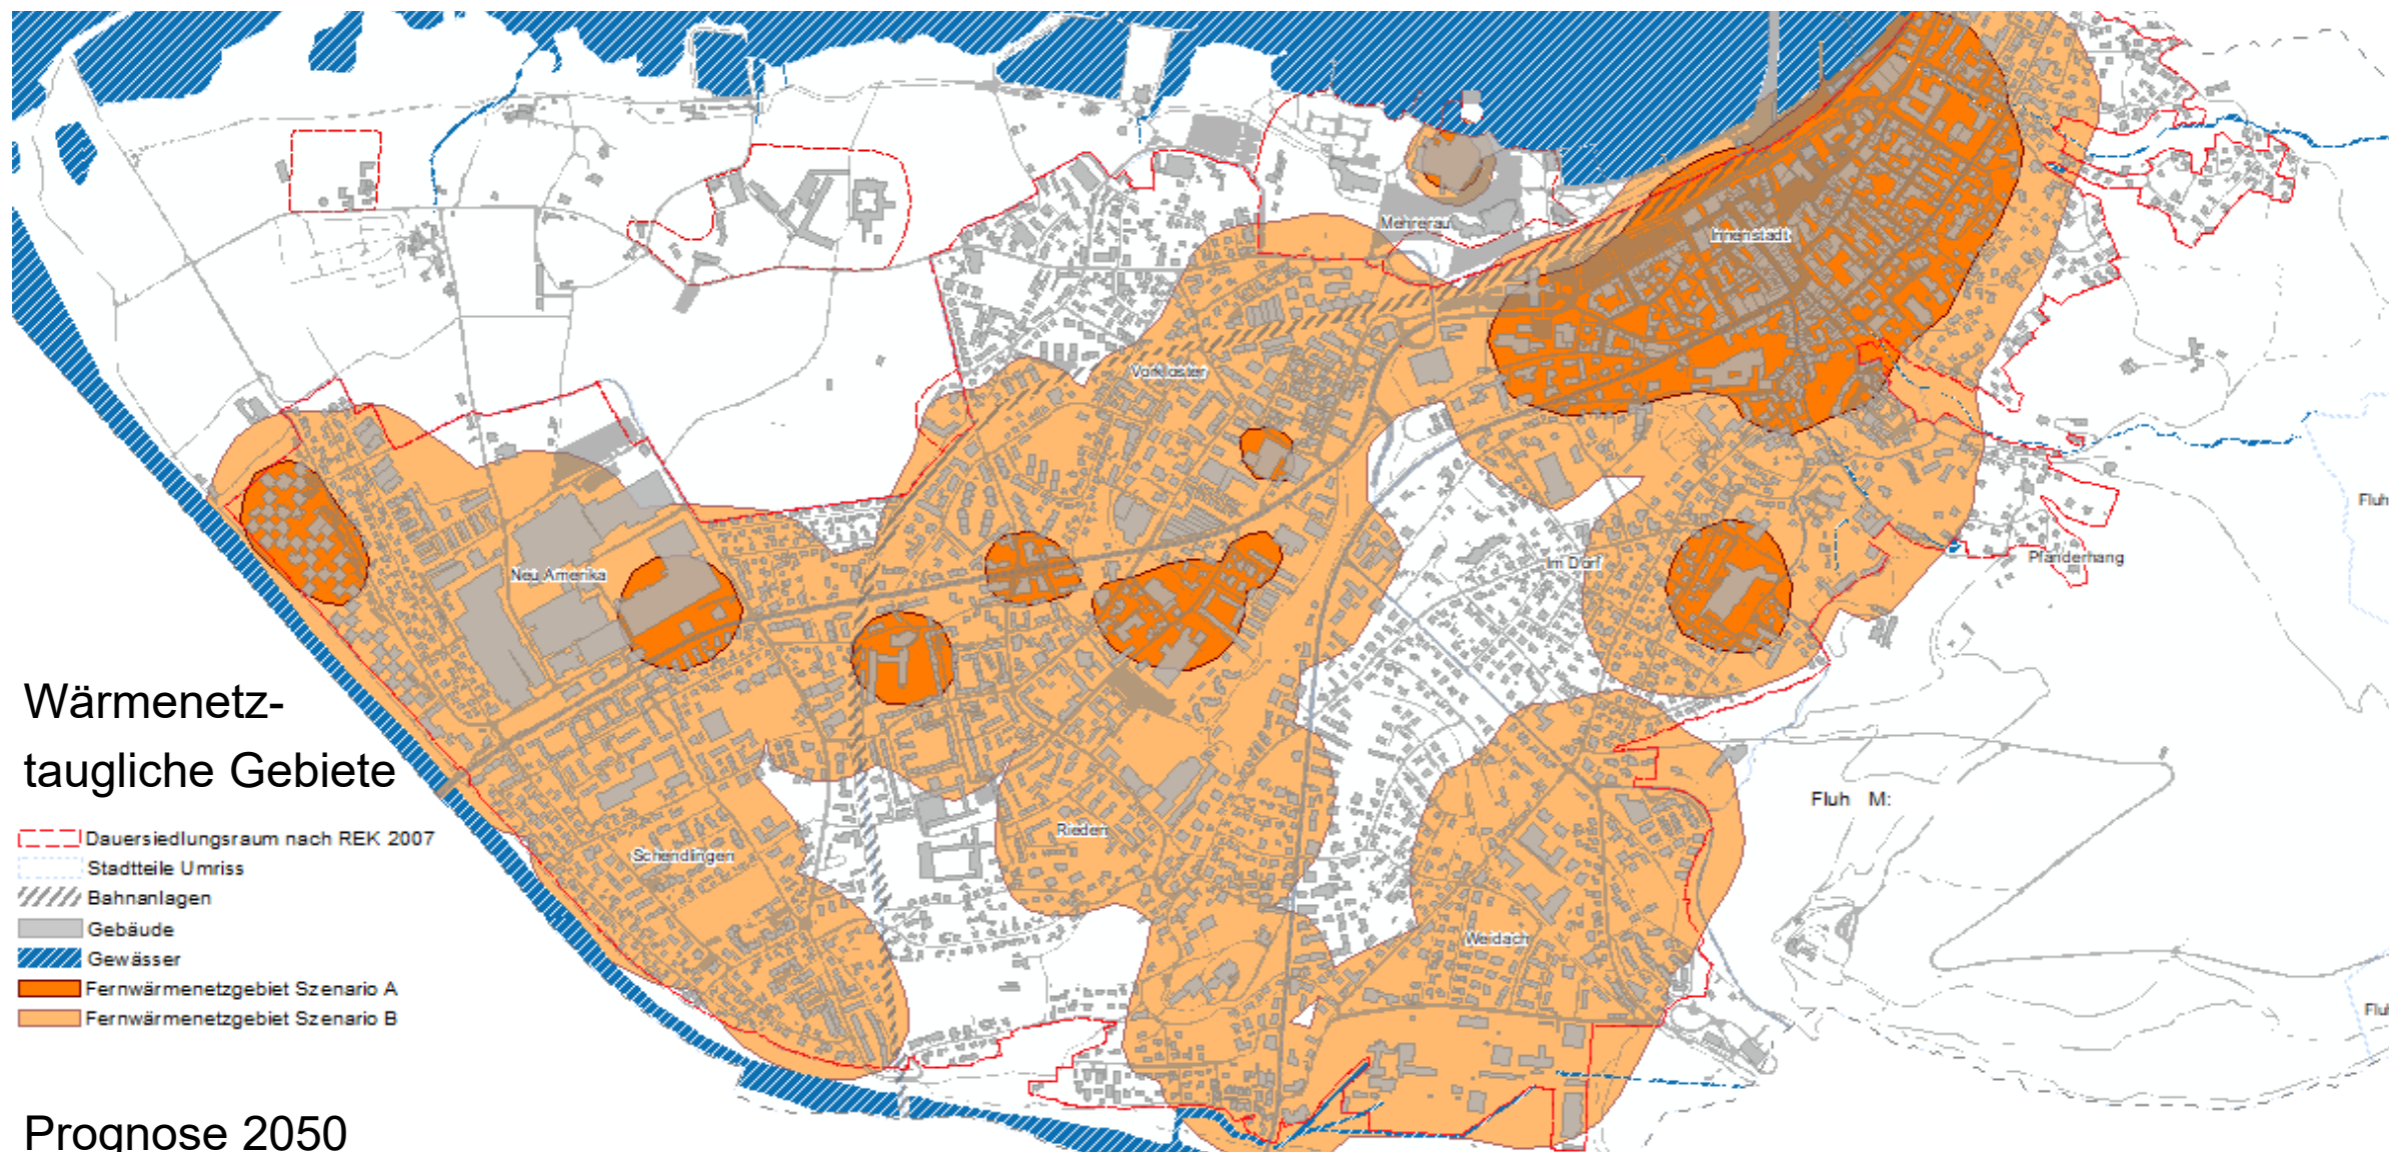 Mehrerau
Innenstadt
Vorkloster
Fluh
Pfänderhang
Im Dorf
Neu Amerika
Wärmenetz-
taugliche Gebiete
Fluh M:
Rieden
Schendlingen
Dauersiedlungsraum nach REK 2007
Stadtteile Umriss
Bahnanlagen
Gebäude
Gewässer
Fernwärmenetzgebiet Szenario A
Fernwärmenetzgebiet Szenario B
Weidach
Fluh
Prognose 2050